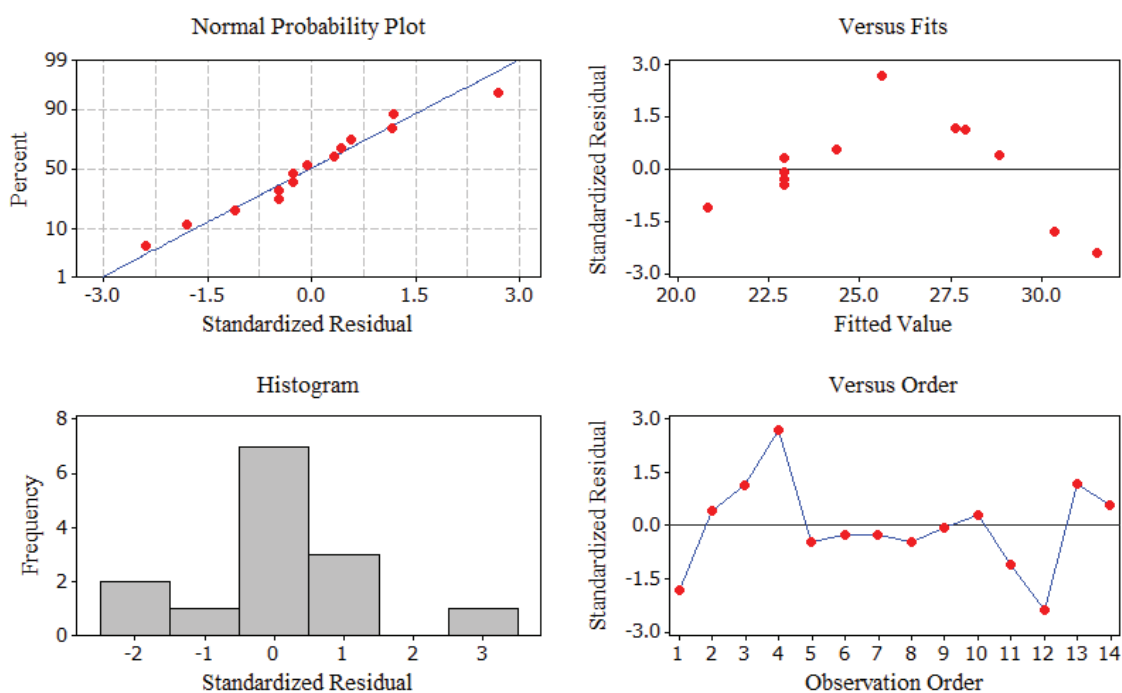 Normal Probability Plot
99
90
50
10
1
Percent
-3.0 -1.5 0.0 1.5 3.0
Standardized Residual
Versus Fits
3.0
1.5
0.0
-1.5
-3.0
Standardized Residual
20.0 22.5 25.0 27.5 30.0
Fitted Value
Histogram
8
6
4
2
0
Frequency
-2 -1 0 1 2 3
Standardized Residual
Versus Order
3.0
1.5
0.0
-1.5
-3.0
Standardized Residual
1 2 3 4 5 6 7 8 9 10 11 12 13 14
Observation Order